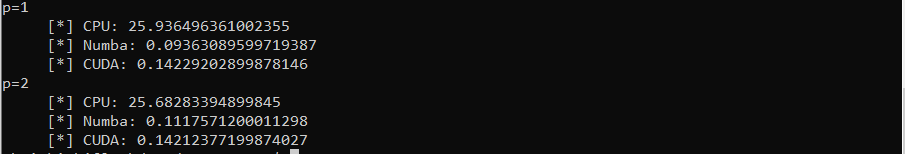 p=1
[*] CPU: 25.936496361002355
[*] Numba: 0.09363089599719387
[*] CUDA: 0.14229202899878146
p=2
[*] CPU: 25.68283394899845
[*] Numba: 0.1117571200011298
[*] CUDA: 0.14212377199874027